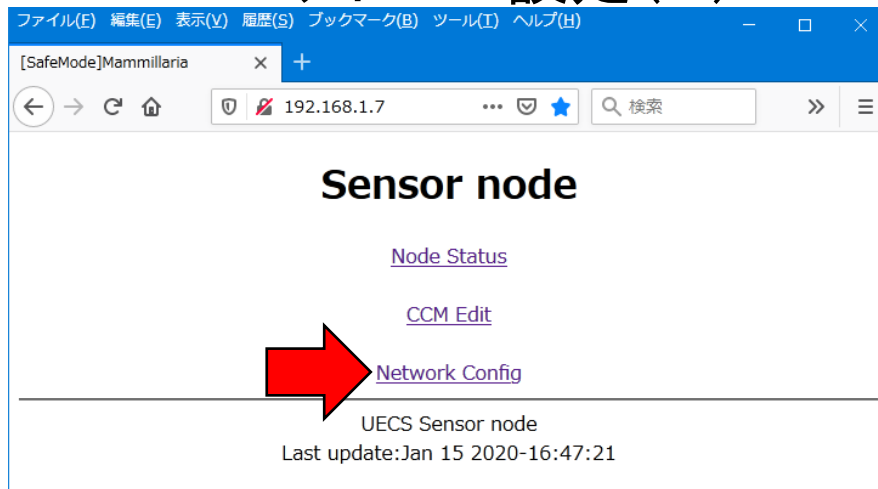 ファイル(F) 編集(E) 表示(V) 履歴(S) ブックマーク(B) ツール(T) ヘルプ(H)
[SafeMode]Mammillaria
192.168.1.7
検索
Sensor node
Node Status
CCM Edit
Network Config
UECS Sensor node
Last update:Jan 15 2020-16:47:21